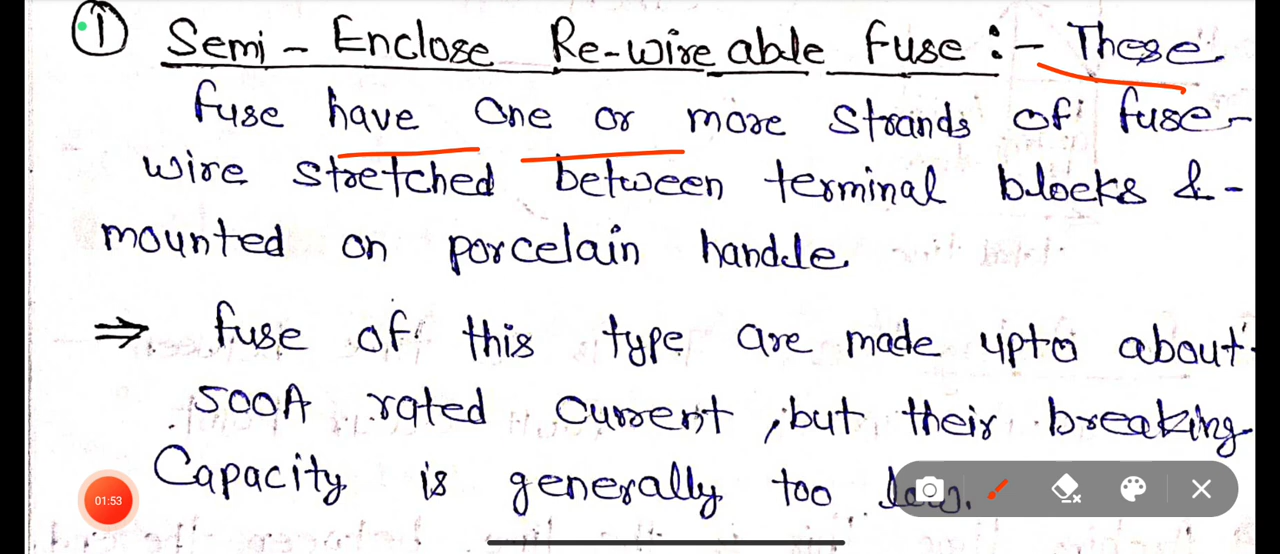 ① Semi - Enclose Re-wireable fuse :- These
fuse have one or more strands of fuse-
wire stretched between terminal blocks & -
mounted on porcelain handle
⇒ fuse of this type are made upto about
500A rated current, but their breaking
Capacity is generally too low.
01:53